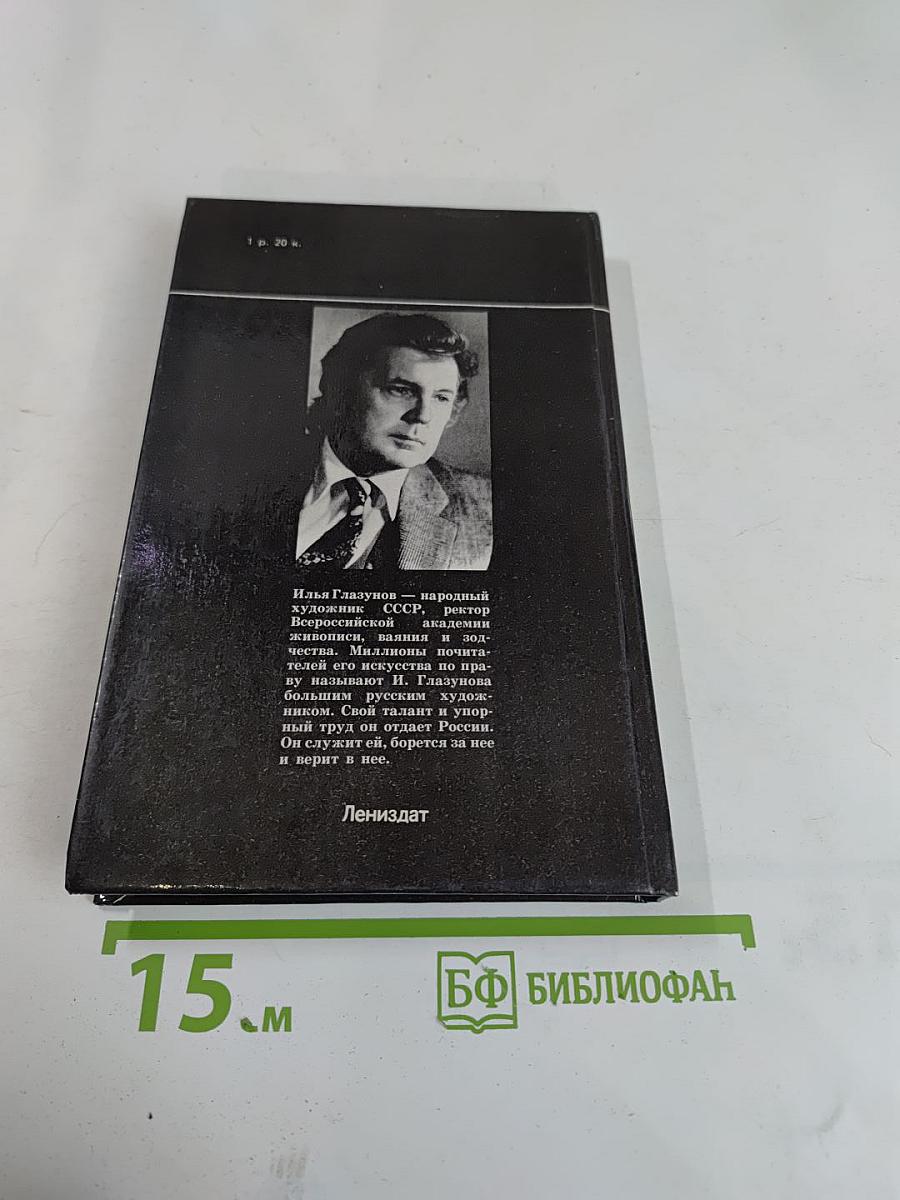 1 р. 20 к.
Илья Глазунов — народный
художник СССР, ректор
Всероссийской академии
живописи, ваяния и зод-
чества. Миллионы почита-
телей его искусства по пра-
ву называют И. Глазунова
большим русским худож-
ником. Свой талант и упор-
ный труд он отдает России.
Он служит ей, борется за нее
и верит в нее.
Лениздат
15 см
БФ БИБЛИОФАН